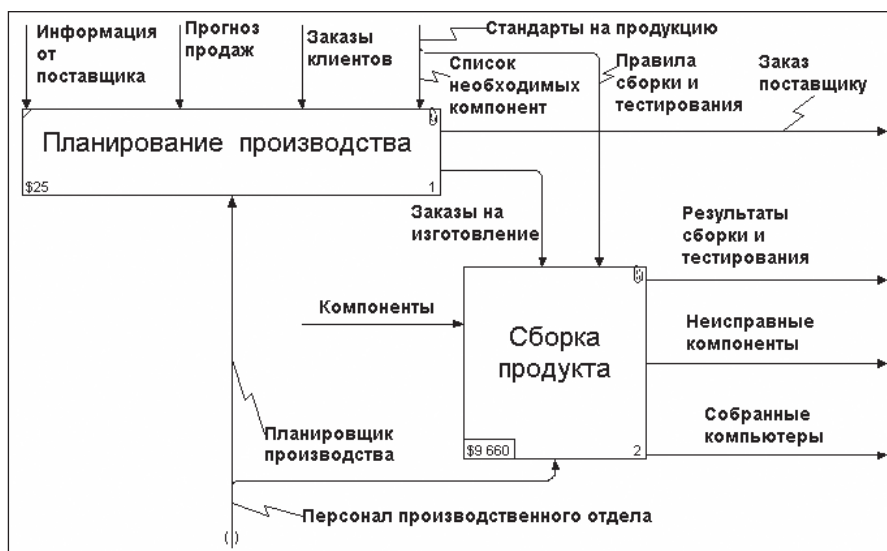 Информация
от
поставщика
Прогноз
продаж
Заказы
клиентов
Стандарты на продукцию
Список
необходимых
компонент
Правила
сборки и
тестирования
Заказ
поставщику
Планирование производства
$25
1
Заказы на
изготовление
Результаты
сборки и
тестирования
Компоненты
Сборка
продукта
Неисправные
компоненты
Собранные
компьютеры
$9 660
2
Планировщик
производства
Персонал производственного отдела